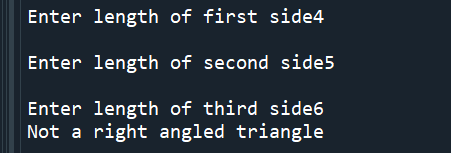 Enter length of first side4
Enter length of second side5
Enter length of third side6
Not a right angled triangle